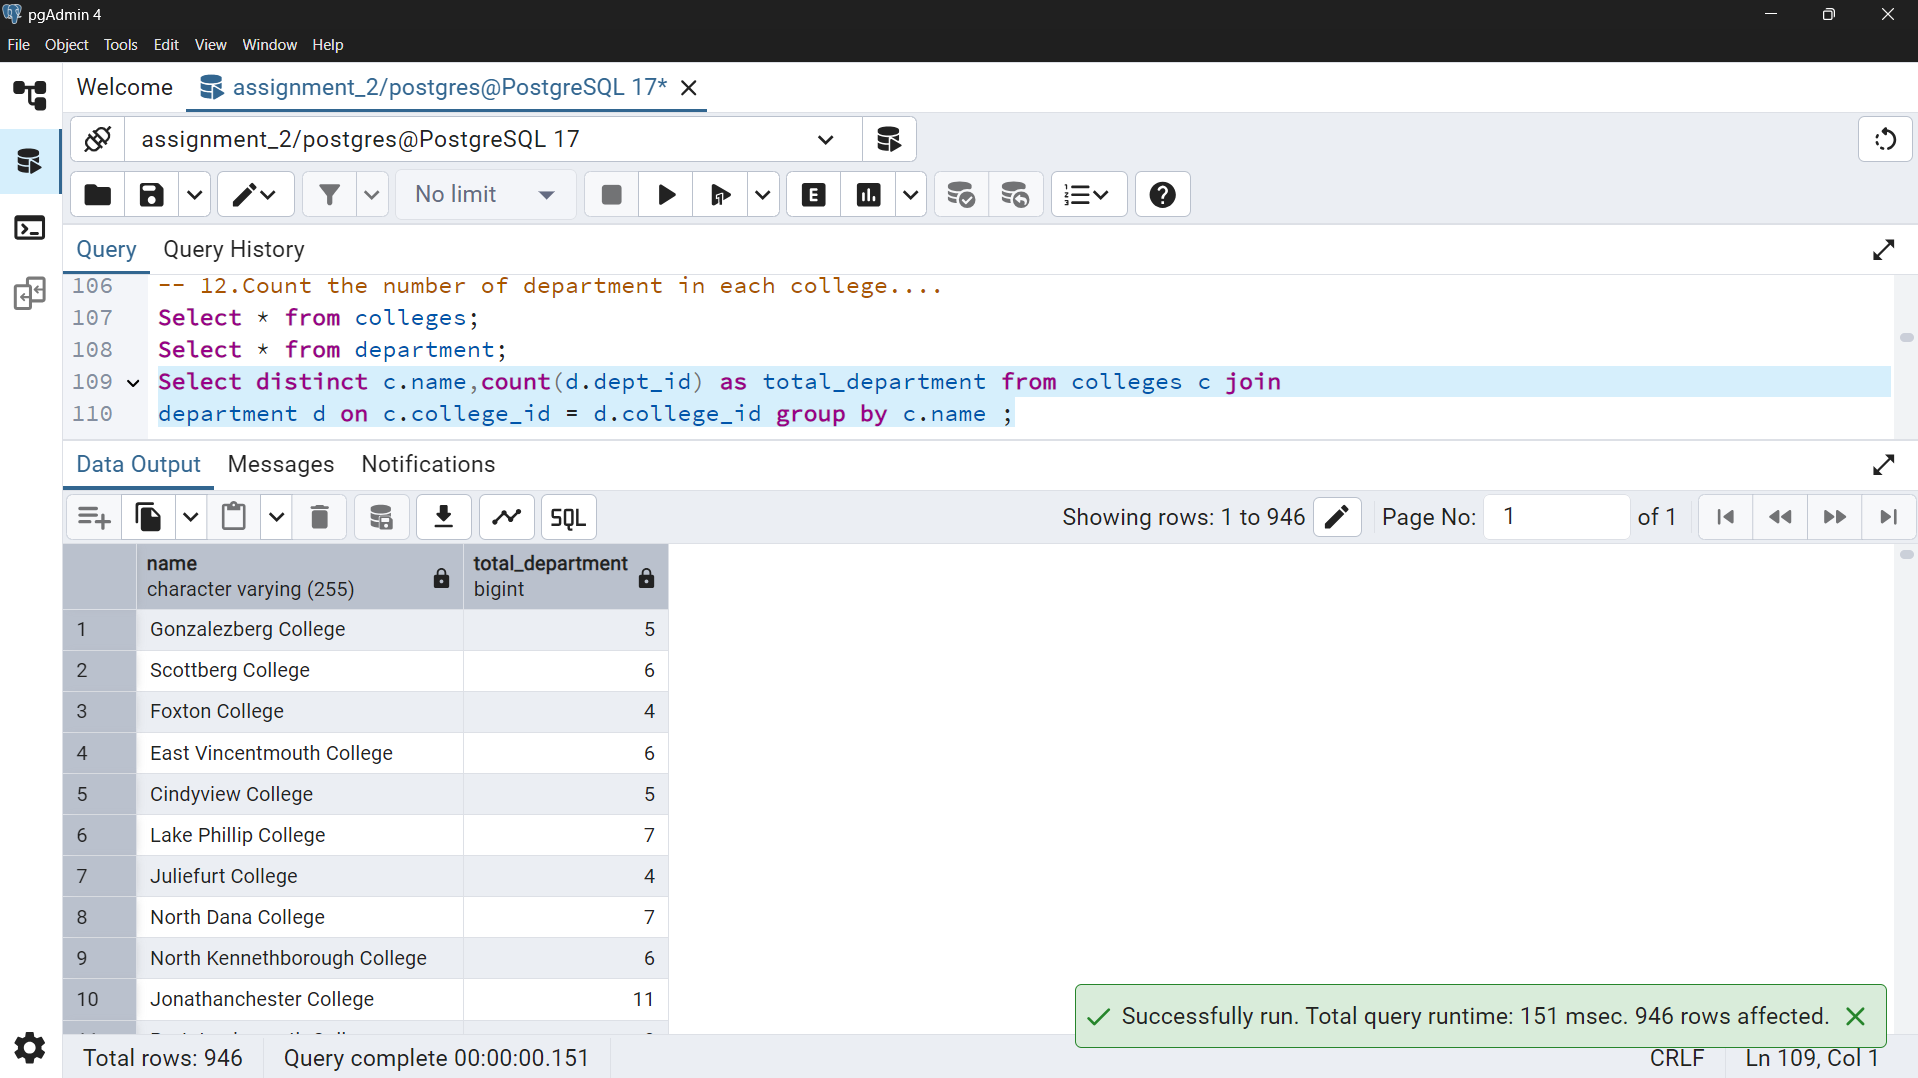 pgAdmin 4
File Object Tools Edit View Window Help
Welcome assignment_2/postgres@PostgreSQL 17*
assignment_2/postgres@PostgreSQL 17
No limit
E
Query Query History
106 -- 12.Count the number of department in each college....
107 Select * from colleges;
108 Select * from department;
109 Select distinct c.name,count(d.dept_id) as total_department from colleges c join
110 department d on c.college_id = d.college_id group by c.name ;
Data Output Messages Notifications
SQL Showing rows: 1 to 946 Page No: 1 of 1
name total_department
character varying (255) bigint
1 Gonzalezberg College 5
2 Scottberg College 6
3 Foxton College 4
4 East Vincentmouth College 6
5 Cindyview College 5
6 Lake Phillip College 7
7 Juliefurt College 4
8 North Dana College 7
9 North Kennethborough College 6
10 Jonathanchester College 11
Successfully run. Total query runtime: 151 msec. 946 rows affected.
Total rows: 946 Query complete 00:00:00.151 CRLF Ln 109, Col 1